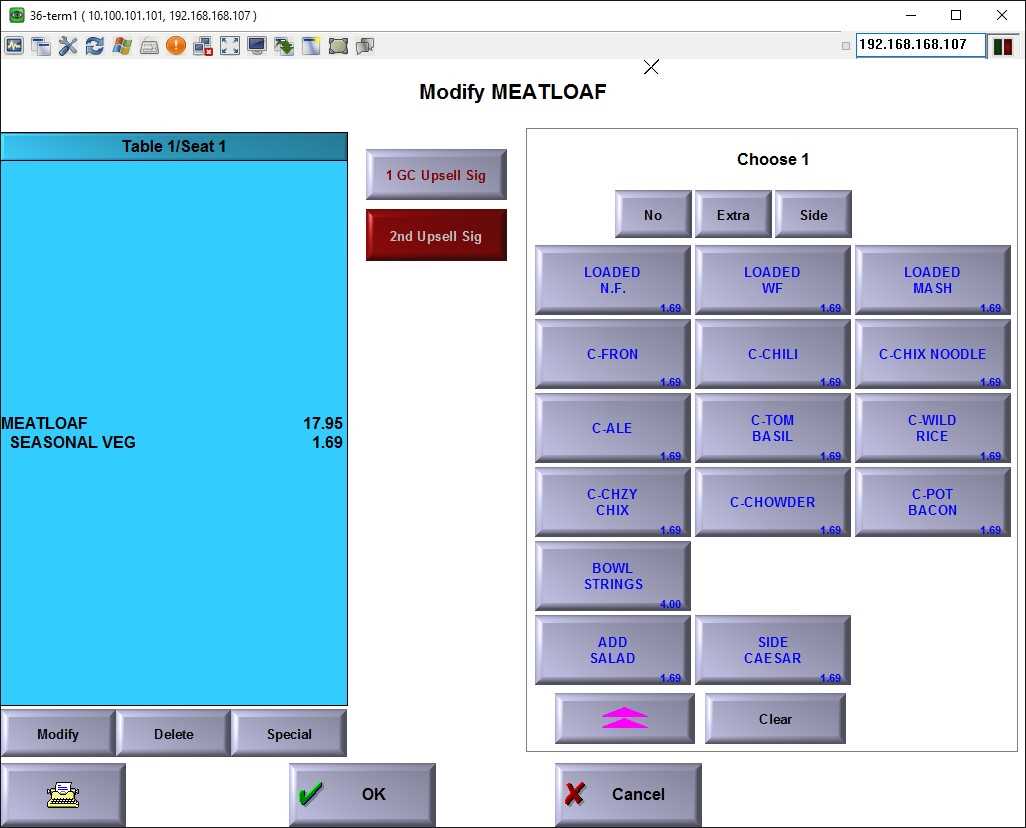 36-term1 ( 10.100.101.101, 192.168.168.107 )
192.168.168.107
Modify MEATLOAF
Table 1/Seat 1
MEATLOAF 17.95
SEASONAL VEG 1.69
1 GC Upsell Sig
2nd Upsell Sig
Choose 1
No Extra Side
LOADED
N.F.
1.69
LOADED
WF
1.69
LOADED
MASH
1.69
C-FRON
1.69
C-CHILI
1.69
C-CHIX NOODLE
1.69
C-ALE
1.69
C-TOM
BASIL
1.69
C-WILD
RICE
1.69
C-CHZY
CHIX
1.69
C-CHOWDER
1.69
C-POT
BACON
1.69
BOWL
STRINGS
4.00
ADD
SALAD
1.69
SIDE
CAESAR
1.69
Clear
Modify Delete Special
OK Cancel